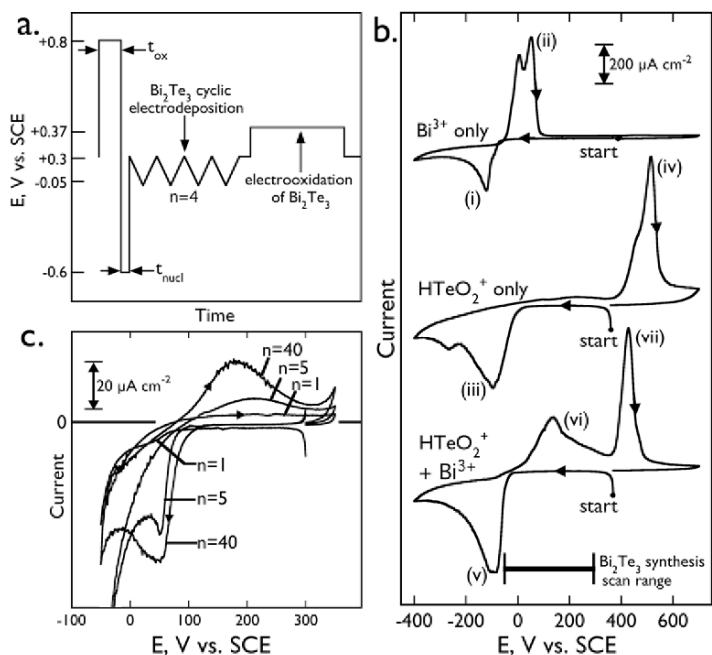 a.
+0.8
t_ox
Bi₂Te₃ cyclic
electrodeposition
+0.37
+0.3
-0.05
-0.6
n=4
electrooxidation
of Bi₂Te₃
t_nucl
E, V vs. SCE
Time
b.
(ii)
200 µA cm⁻²
Bi³⁺ only
start
(i)
(iv)
HTeO₂⁺ only
start
(iii)
(vii)
(vi)
HTeO₂⁺
+ Bi³⁺
start
(v)
Bi₂Te₃ synthesis
scan range
Current
-400 -200 0 200 400 600
E, V vs. SCE
c.
n=40
n=5
n=1
20 µA cm⁻²
0
n=1
n=5
n=40
Current
-100 0 100 200 300
E, V vs. SCE